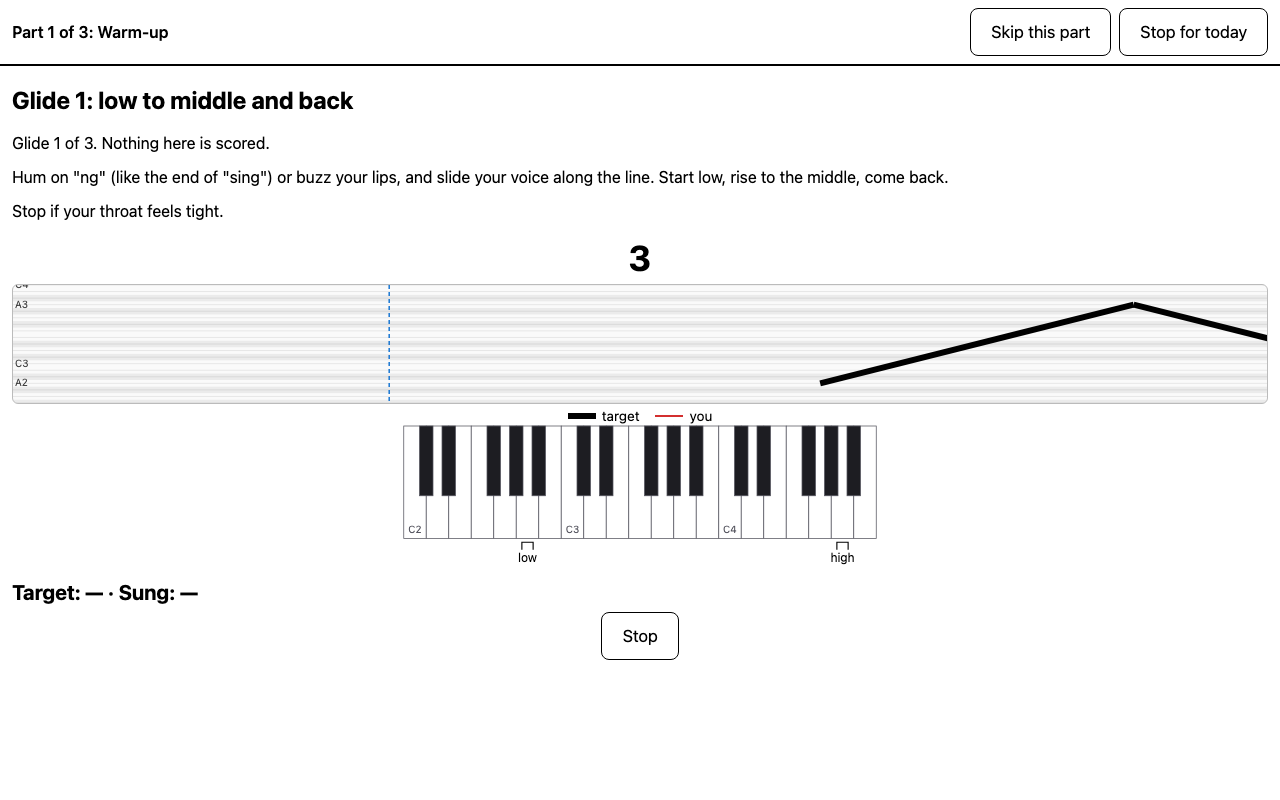 Part 1 of 3: Warm-up
Skip this part
Stop for today
Glide 1: low to middle and back
Glide 1 of 3. Nothing here is scored.
Hum on "ng" (like the end of "sing") or buzz your lips, and slide your voice along the line. Start low, rise to the middle, come back.
Stop if your throat feels tight.
3
C4
A3
C3
A2
target
you
C2
C3
C4
low
high
Target: — · Sung: —
Stop